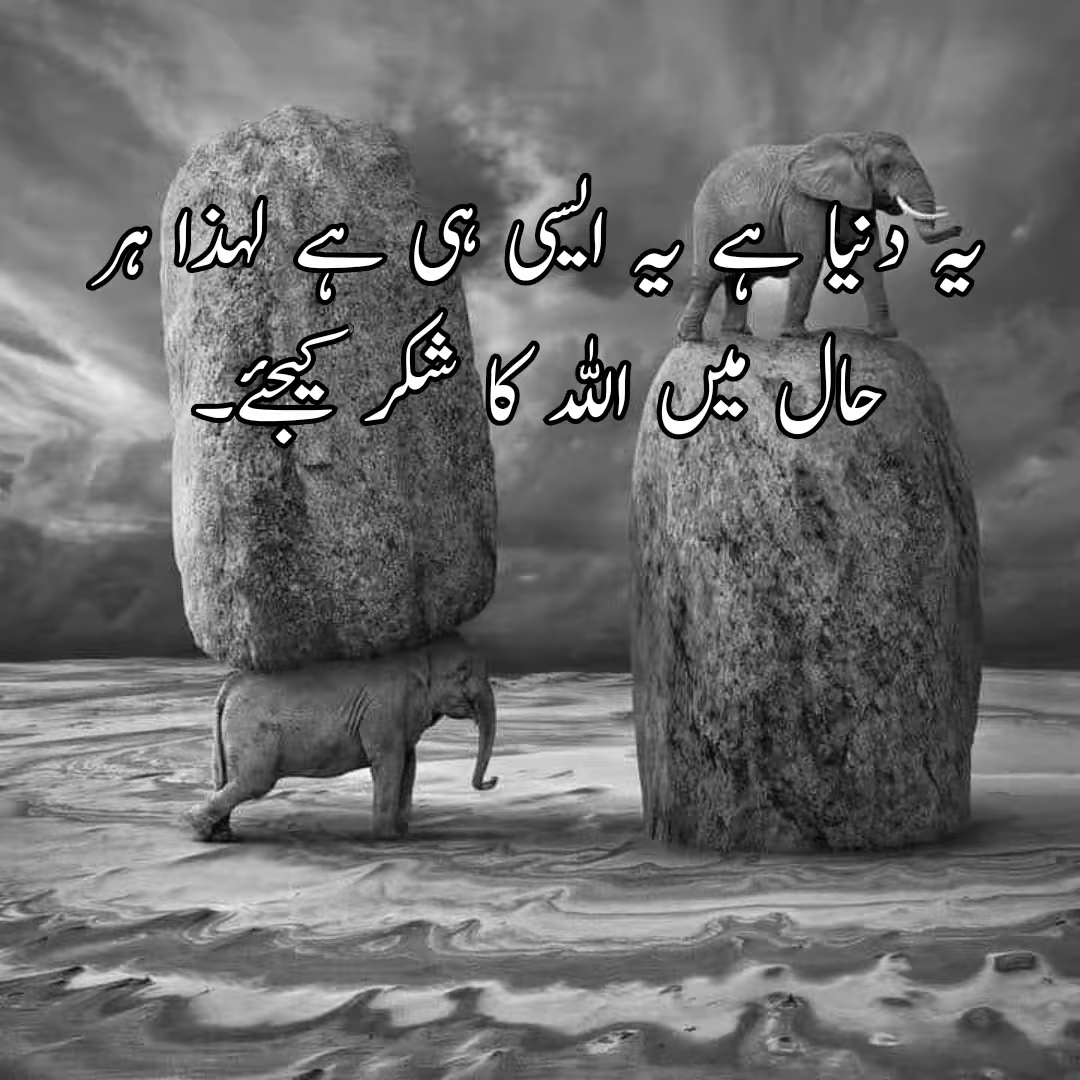 یہ دنیا ہے یہ ایسی ہی ہے لہذا ہر
حال میں اللہ کا شکر کیجئے۔